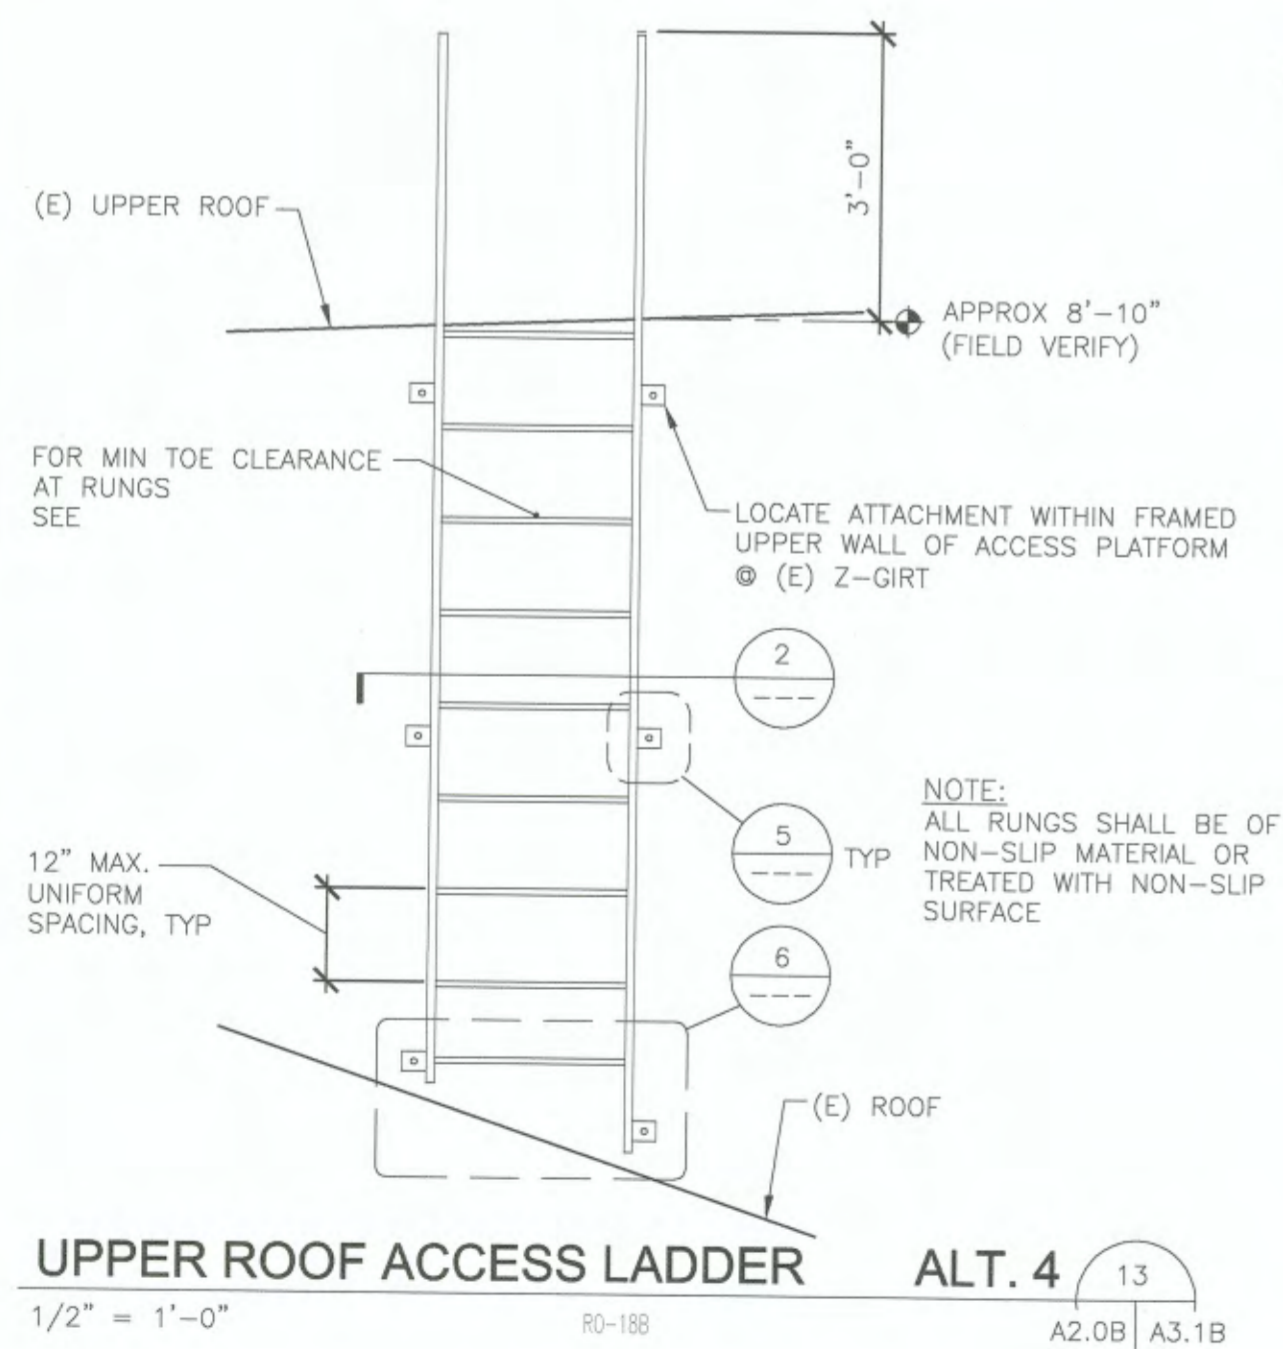 3'-0"
(E) UPPER ROOF
APPROX 8'-10"
(FIELD VERIFY)
FOR MIN TOE CLEARANCE
AT RUNGS
SEE
LOCATE ATTACHMENT WITHIN FRAMED
UPPER WALL OF ACCESS PLATFORM
@ (E) Z-GIRT
2
NOTE:
ALL RUNGS SHALL BE OF
NON-SLIP MATERIAL OR
TREATED WITH NON-SLIP
SURFACE
5 TYP
12" MAX.
UNIFORM
SPACING, TYP
6
(E) ROOF
UPPER ROOF ACCESS LADDER ALT. 4 13
1/2" = 1'-0" RO-18B A2.0B A3.1B